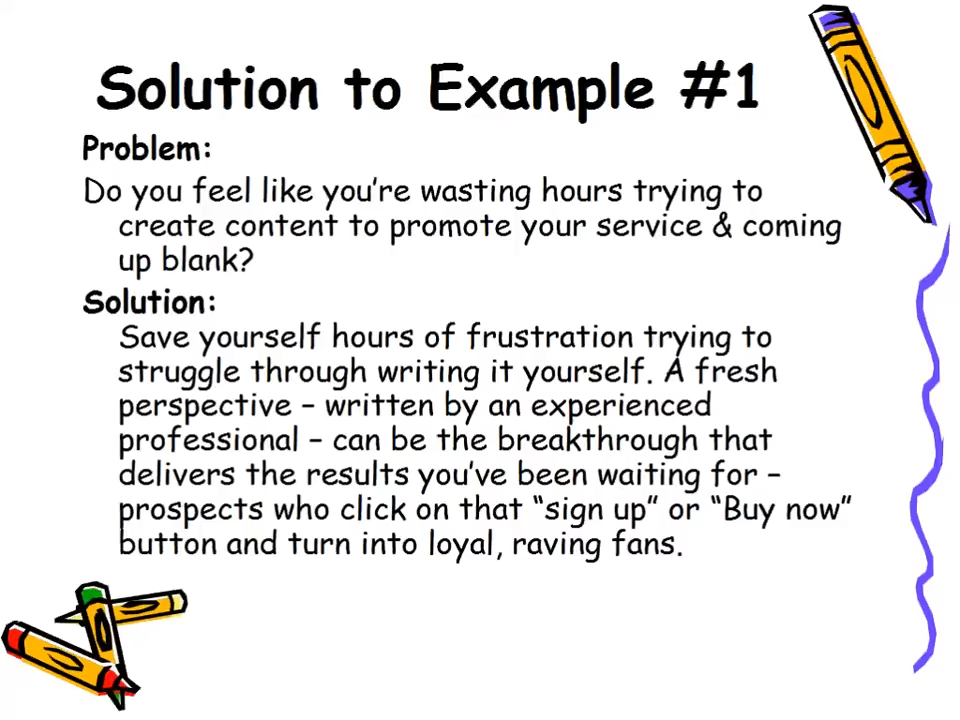 Solution to Example #1
Problem:
Do you feel like you're wasting hours trying to
create content to promote your service & coming
up blank?
Solution:
Save yourself hours of frustration trying to
struggle through writing it yourself. A fresh
perspective – written by an experienced
professional – can be the breakthrough that
delivers the results you've been waiting for –
prospects who click on that “sign up” or “Buy now”
button and turn into loyal, raving fans.